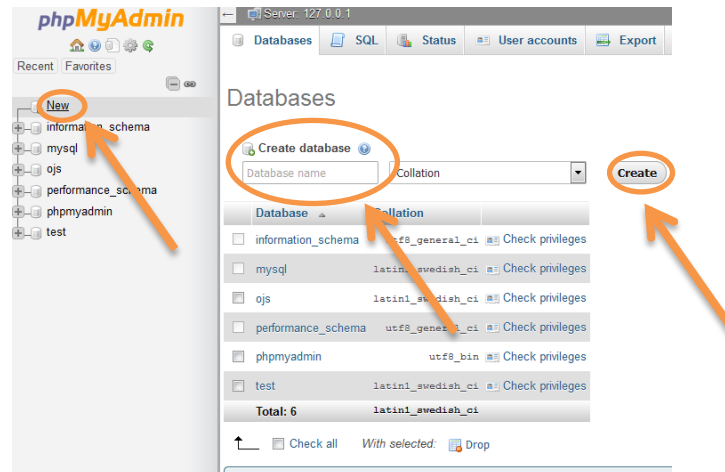 phpMyAdmin
Recent Favorites
New
information_schema
mysql
ojs
performance_schema
phpmyadmin
test
Server: 127.0.0.1
Databases SQL Status User accounts Export
Databases
Create database
Database name Collation Create
Database Collation
information_schema utf8_general_ci Check privileges
mysql latin1_swedish_ci Check privileges
ojs latin1_swedish_ci Check privileges
performance_schema utf8_general_ci Check privileges
phpmyadmin utf8_bin Check privileges
test latin1_swedish_ci Check privileges
Total: 6 latin1_swedish_ci
Check all With selected: Drop